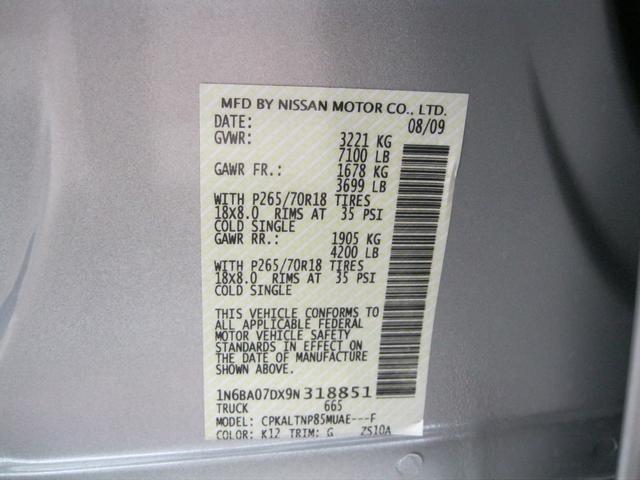 MFD BY NISSAN MOTOR CO., LTD.
DATE: 08/09
GVWR: 3221 KG
7100 LB
GAWR FR.: 1678 KG
3699 LB
WITH P265/70R18 TIRES
18X8.0 RIMS AT 35 PSI
COLD SINGLE
GAWR RR.: 1905 KG
4200 LB
WITH P265/70R18 TIRES
18X8.0 RIMS AT 35 PSI
COLD SINGLE
THIS VEHICLE CONFORMS TO
ALL APPLICABLE FEDERAL
MOTOR VEHICLE SAFETY
STANDARDS IN EFFECT ON
THE DATE OF MANUFACTURE
SHOWN ABOVE.
1N6BA07DX9N318851
TRUCK 665
MODEL: CPKALTNP85MUAE---F
COLOR: K12 TRIM: G ZS10A